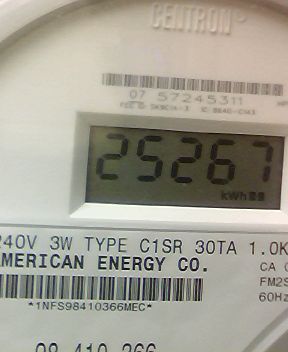 CENTRON
07 57245311
25267
kWh
240V 3W TYPE C1SR 30TA 1.0K
AMERICAN ENERGY CO.
CA
FM2S
60Hz
*1NFS98410366MEC*
98 410 366